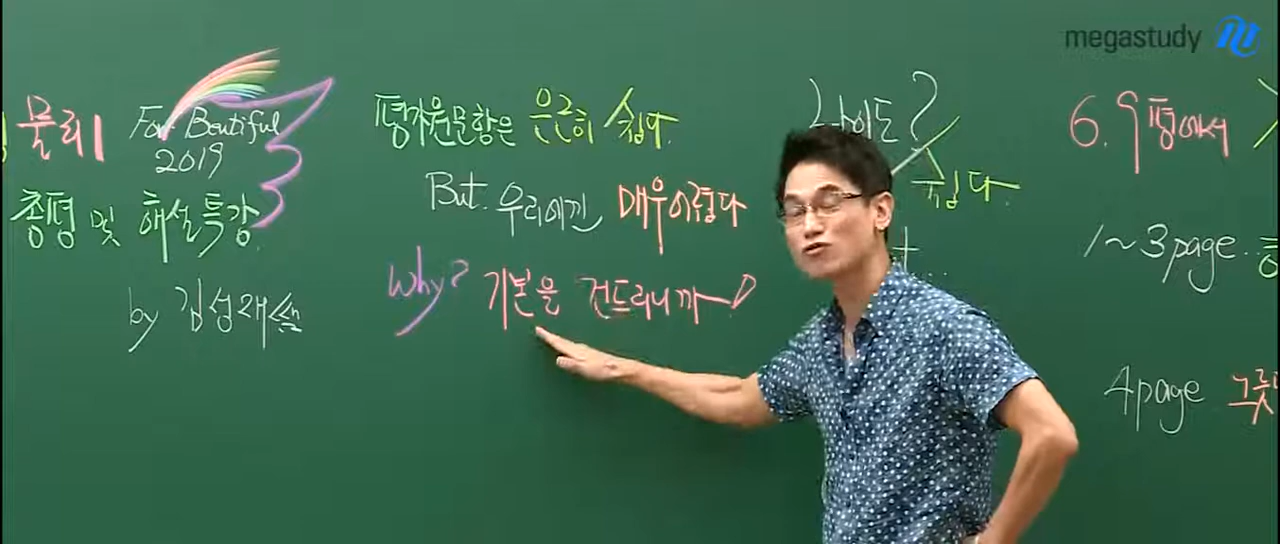 megastudy
물리1
For Beautiful
2019
총평 및 해설특강
by 김성재
평가원문항은 은근히 쉽다.
But. 우리에겐 매우어렵다
Why? 기본을 건드리니까
난이도?
쉽다
6. 9평에서
1~3page..
4page